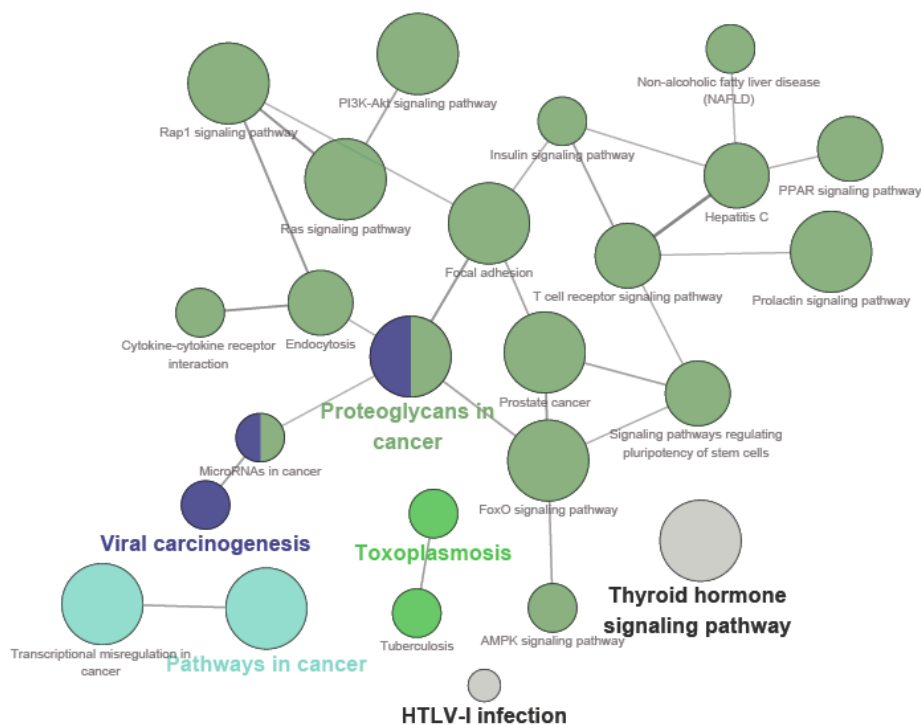 Non-alcoholic fatty liver disease
(NAFLD)
PI3K-Akt signaling pathway
Rap1 signaling pathway
Insulin signaling pathway
PPAR signaling pathway
Hepatitis C
Ras signaling pathway
Focal adhesion
T cell receptor signaling pathway
Prolactin signaling pathway
Cytokine-cytokine receptor
interaction
Endocytosis
Proteoglycans in
cancer
Prostate cancer
Signaling pathways regulating
pluripotency of stem cells
MicroRNAs in cancer
FoxO signaling pathway
Viral carcinogenesis
Toxoplasmosis
Thyroid hormone
signaling pathway
Tuberculosis
AMPK signaling pathway
Transcriptional misregulation in
cancer
Pathways in cancer
HTLV-I infection